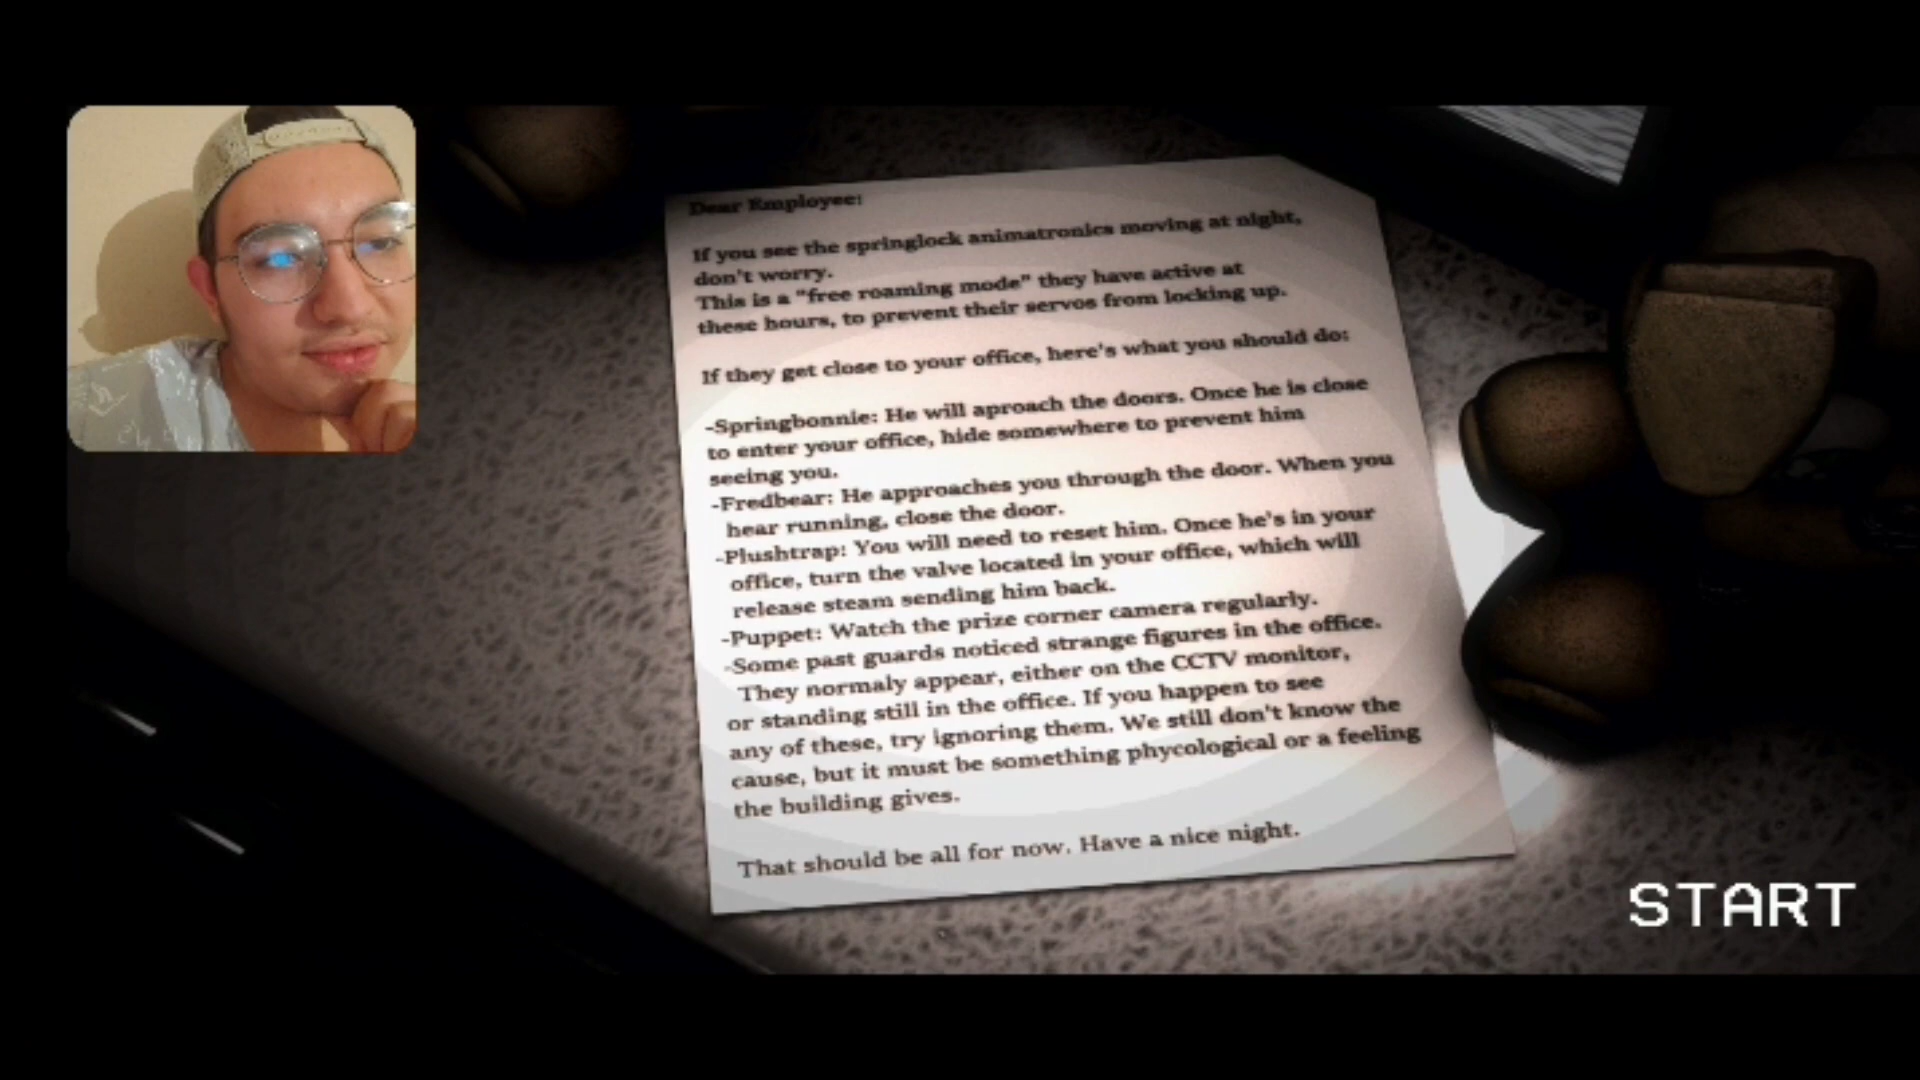 Dear Employee:
If you see the springlock animatronics moving at night,
don't worry.
This is a "free roaming mode" they have active at
these hours, to prevent their servos from locking up.
If they get close to your office, here's what you should do:
-Springbonnie: He will aproach the doors. Once he is close
to enter your office, hide somewhere to prevent him
seeing you.
-Fredbear: He approaches you through the door. When you
hear running, close the door.
-Plushtrap: You will need to reset him. Once he's in your
office, turn the valve located in your office, which will
release steam sending him back.
-Puppet: Watch the prize corner camera regularly.
-Some past guards noticed strange figures in the office.
They normaly appear, either on the CCTV monitor,
or standing still in the office. If you happen to see
any of these, try ignoring them. We still don't know the
cause, but it must be something phycological or a feeling
the building gives.
That should be all for now. Have a nice night.
START